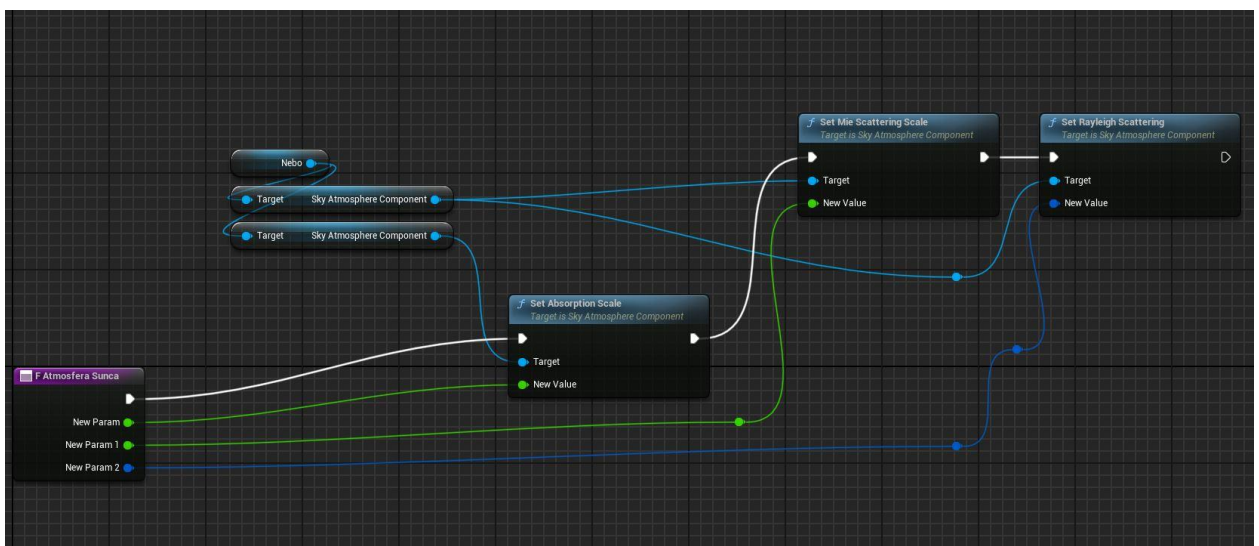 Nebo
Target Sky Atmosphere Component
Target Sky Atmosphere Component
F Atmosfera Sunca
New Param
New Param 1
New Param 2
f Set Absorption Scale
Target is Sky Atmosphere Component
Target
New Value
f Set Mie Scattering Scale
Target is Sky Atmosphere Component
Target
New Value
f Set Rayleigh Scattering
Target is Sky Atmosphere Component
Target
New Value